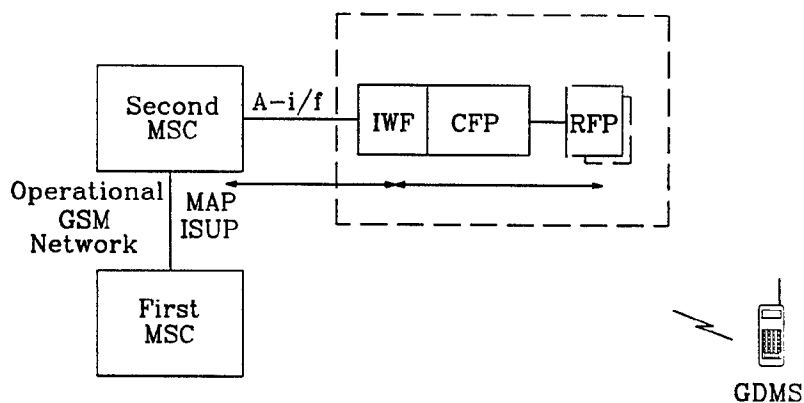 Second
MSC
A-i/f
IWF
CFP
RFP
Operational
GSM
Network
MAP
ISUP
First
MSC
GDMS